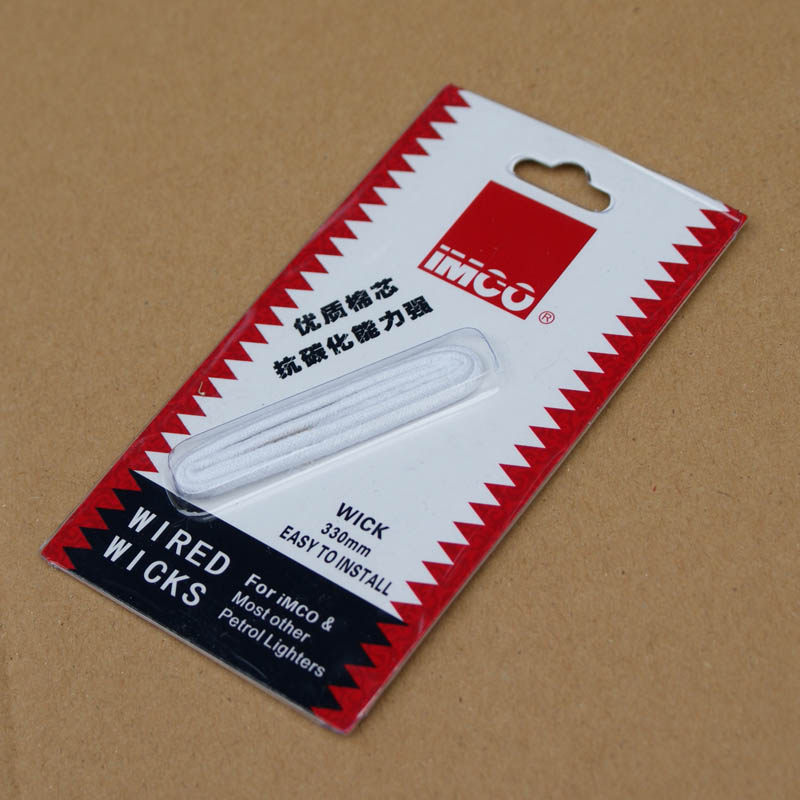 iMCO
®
优质棉芯
抗碳化能力强
WICK
330mm
EASY TO INSTALL
WIRED
WICKS
For iMCO &
Most other
Petrol Lighters